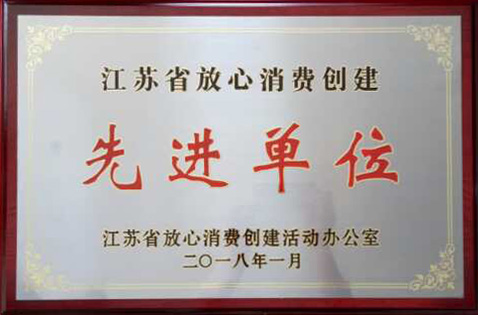 江苏省放心消费创建
先进单位
江苏省放心消费创建活动办公室
二〇一八年一月